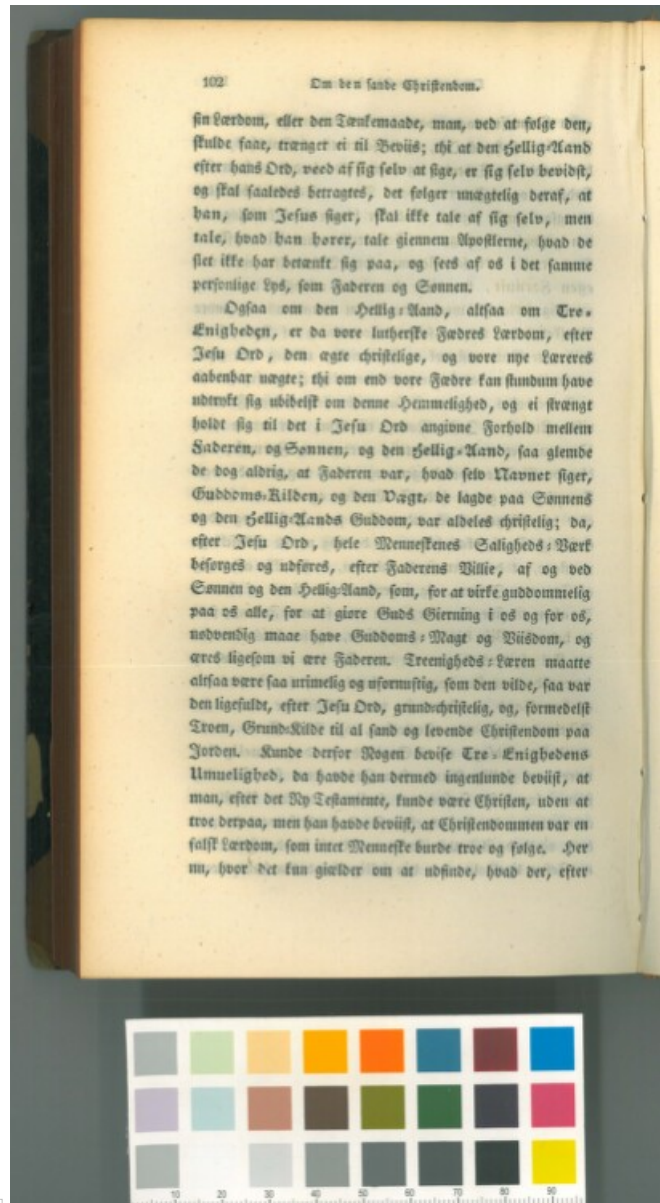 102 Om den sande Christendom.
sin Lærdom, eller den Tænkemaade, man, ved at følge den,
skulde faae, trænger ei til Beviis; thi at den Hellig-Aand
efter hans Ord, veed af sig selv at sige, er sig selv bevidst,
og skal saaledes betragtes, det følger unægtelig deraf, at
han, som Jesus siger, skal ikke tale af sig selv, men
tale, hvad han hører, tale giennem Apostlerne, hvad de
slet ikke har betænkt sig paa, og sees af os i det samme
personlige Lys, som Faderen og Sønnen.
Ogsaa om den Hellig-Aand, altsaa om Tre-
Enigheden, er da vore lutherske Fædres Lærdom, efter
Jesu Ord, den ægte christelige, og vore nye Læreres
aabenbar uægte; thi om end vore Fædre kan stundum have
udtrykt sig ubibelsk om denne Hemmelighed, og ei strængt
holdt sig til det i Jesu Ord angivne Forhold mellem
Faderen, og Sønnen, og den Hellig-Aand, saa glemde
de dog aldrig, at Faderen var, hvad selv Navnet siger,
Guddoms-Kilden, og den Vægt, de lagde paa Sønnens
og den Hellig-Aands Guddom, var aldeles christelig; da,
efter Jesu Ord, hele Menneskenes Saligheds-Værk
besørges og udføres, efter Faderens Villie, af og ved
Sønnen og den Hellig-Aand, som, for at virke guddommelig
paa os alle, for at giøre Guds Gierning i os og for os,
nødvendig maae have Guddoms-Magt og Viisdom, og
æres ligesom vi ære Faderen. Treenigheds-Læren maatte
altsaa være saa urimelig og ufornuftig, som den vilde, saa var
den ligefuldt, efter Jesu Ord, grund-christelig, og, formedelst
Troen, Grund-Kilde til al sand og levende Christendom paa
Jorden. Kunde derfor Nogen bevise Tre-Enighedens
Umuelighed, da havde han dermed ingenlunde beviist, at
man, efter det Ny Testamente, kunde være Christen, uden at
troe derpaa, men han havde beviist, at Christendommen var en
falsk Lærdom, som intet Menneske burde troe og følge. Her
nu, hvor det kun giælder om at udfinde, hvad der, efter
10 20 30 40 50 60 70 80 90